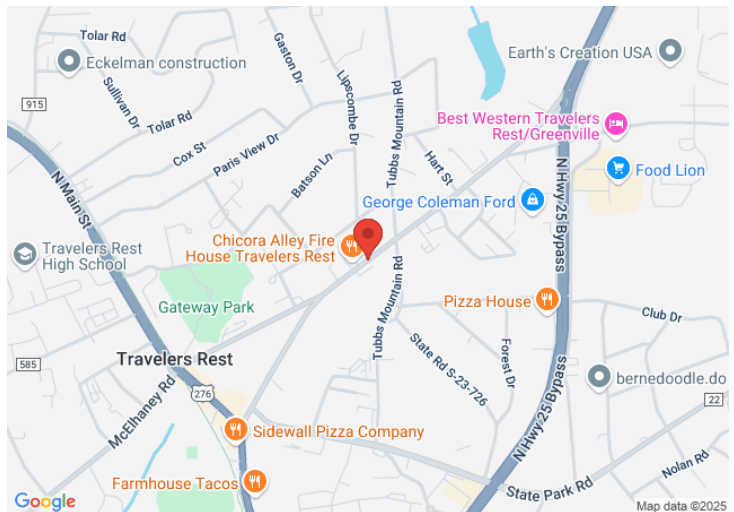 Tolar Rd
Eckelman construction
Gaston Dr
Lipscombe Dr
Earth's Creation USA
915
Sullivan Dr
Tolar Rd
Tubbs Mountain Rd
Best Western Travelers
Rest/Greenville
Cox St
Paris View Dr
Batson Ln
Hart St
Food Lion
N Main St
George Coleman Ford
N Hwy 25 Bypass
Travelers Rest
High School
Chicora Alley Fire
House Travelers Rest
Gateway Park
Tubbs Mountain Rd
Pizza House
Club Dr
585
Travelers Rest
State Rd S-23-726
Forest Dr
N Hwy 25 Bypass
bernedoodle.do
276
McElhaney Rd
22
Sidewall Pizza Company
Farmhouse Tacos
State Park Rd
Nolan Rd
Google
Map data ©2025